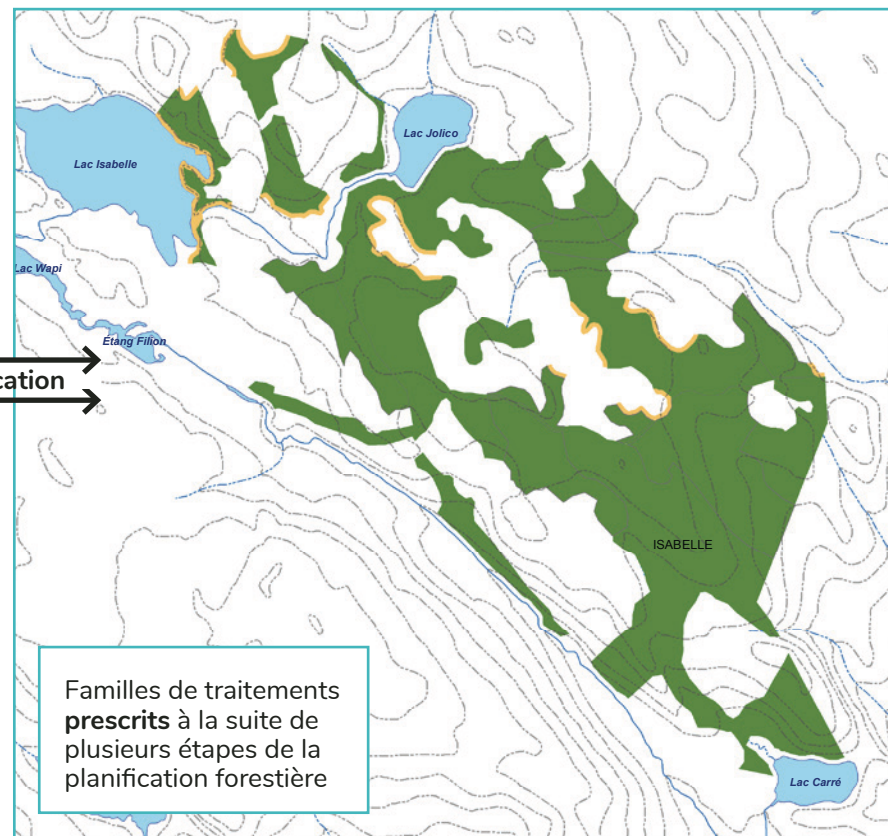 Lac Jolico
Lac Isabelle
Lac Wapi
Étang Filion
ISABELLE
Familles de traitements
prescrits à la suite de
plusieurs étapes de la
planification forestière
Lac Carré